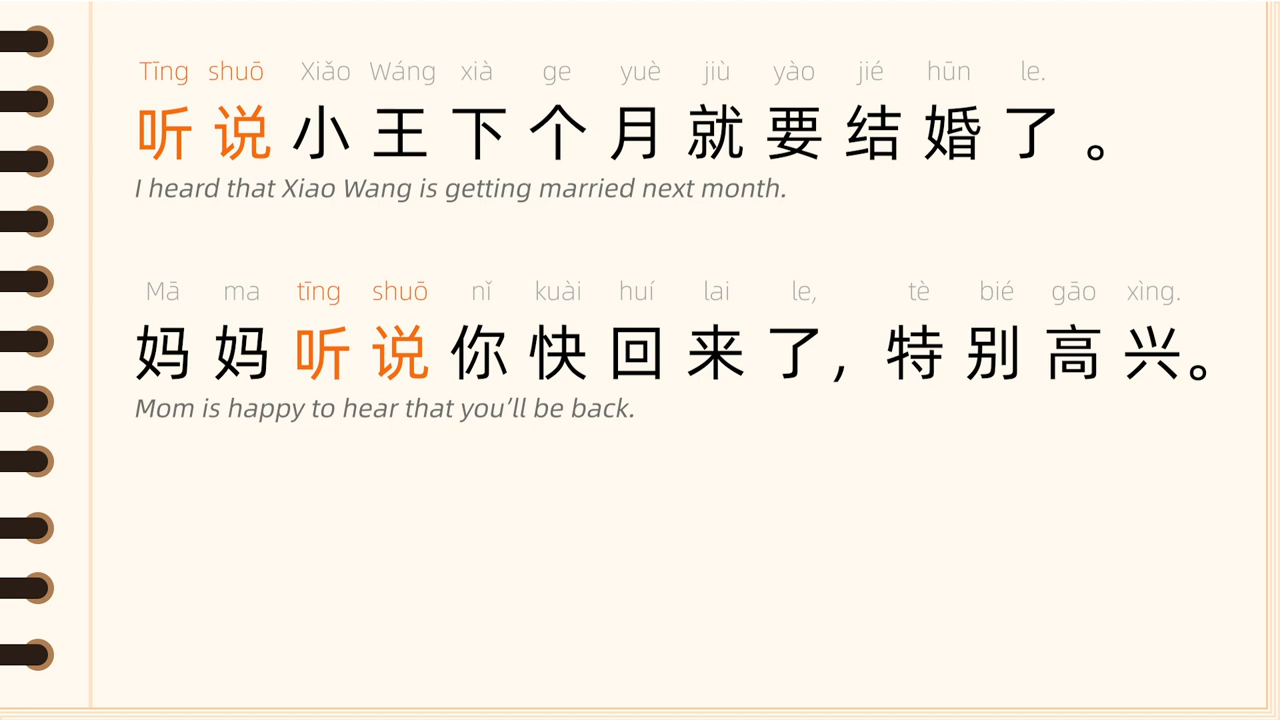 Tīng shuō Xiǎo Wáng xià ge yuè jiù yào jié hūn le.
听说小王下个月就要结婚了。
I heard that Xiao Wang is getting married next month.
Mā ma tīng shuō nǐ kuài huí lai le, tè bié gāo xìng.
妈妈听说你快回来了, 特别高兴。
Mom is happy to hear that you’ll be back.